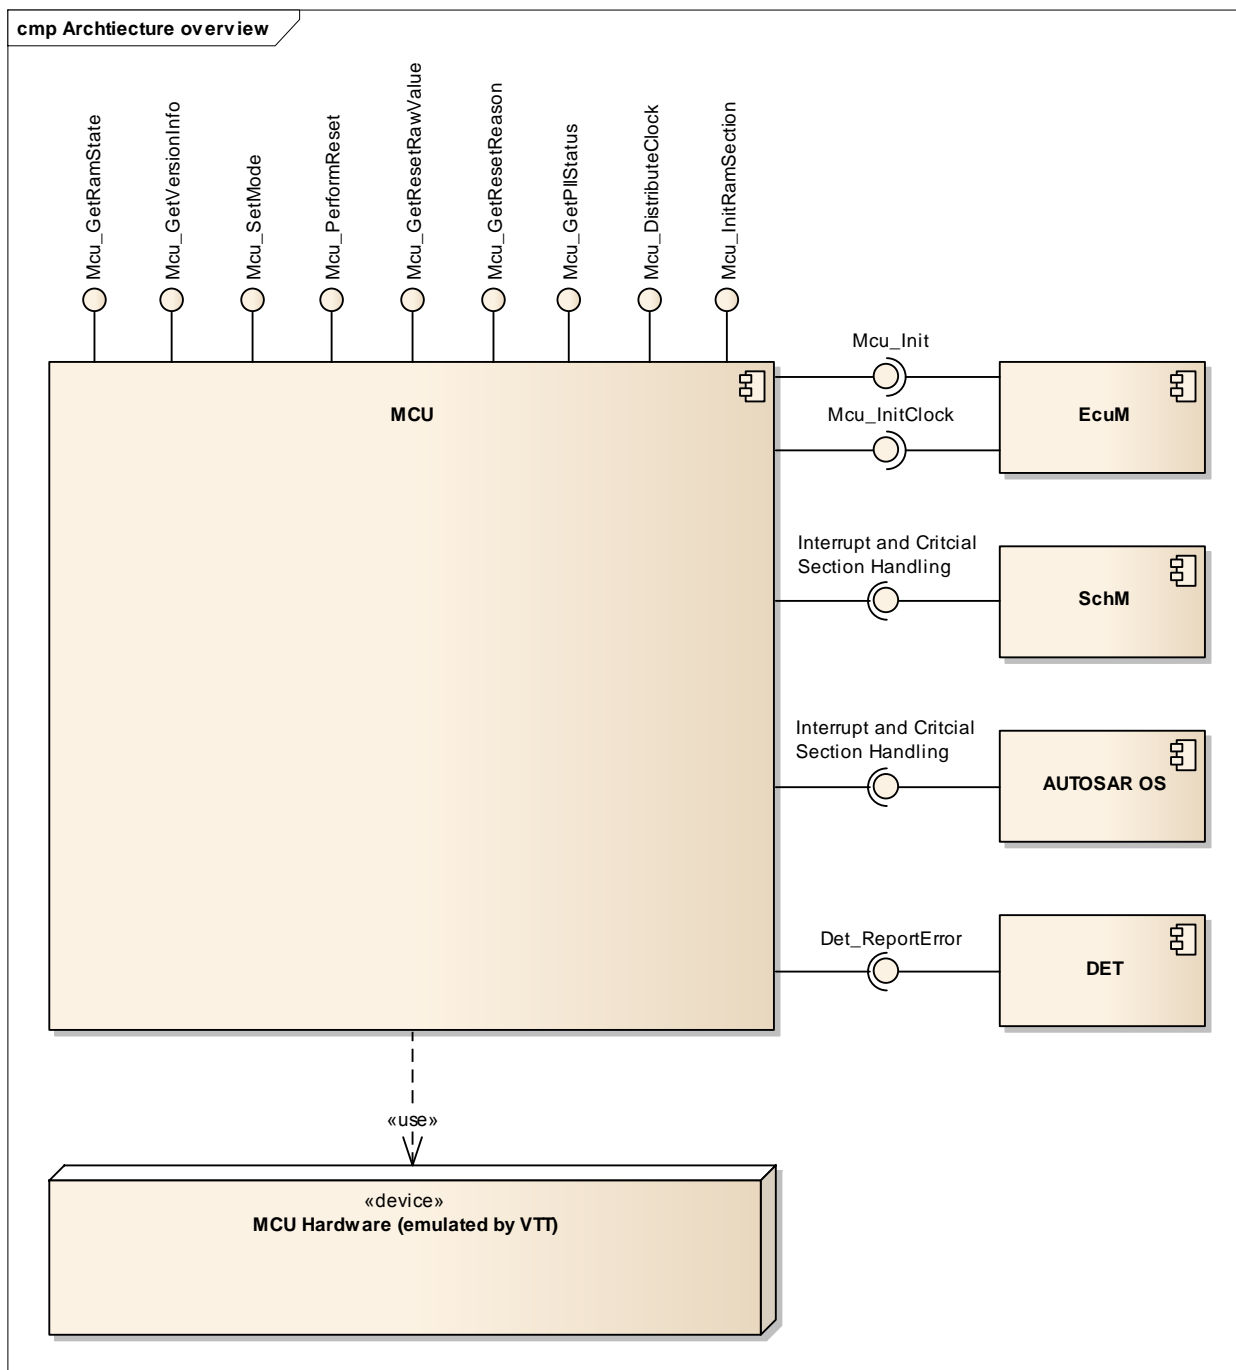 cmp Archtiecture overview
Mcu_GetRamState
Mcu_GetVersionInfo
Mcu_SetMode
Mcu_PerformReset
Mcu_GetResetRawValue
Mcu_GetResetReason
Mcu_GetPllStatus
Mcu_DistributeClock
Mcu_InitRamSection
Mcu_Init
MCU
Mcu_InitClock
EcuM
Interrupt and Critcial
Section Handling
SchM
Interrupt and Critcial
Section Handling
AUTOSAR OS
Det_ReportError
DET
«use»
«device»
MCU Hardware (emulated by VTT)